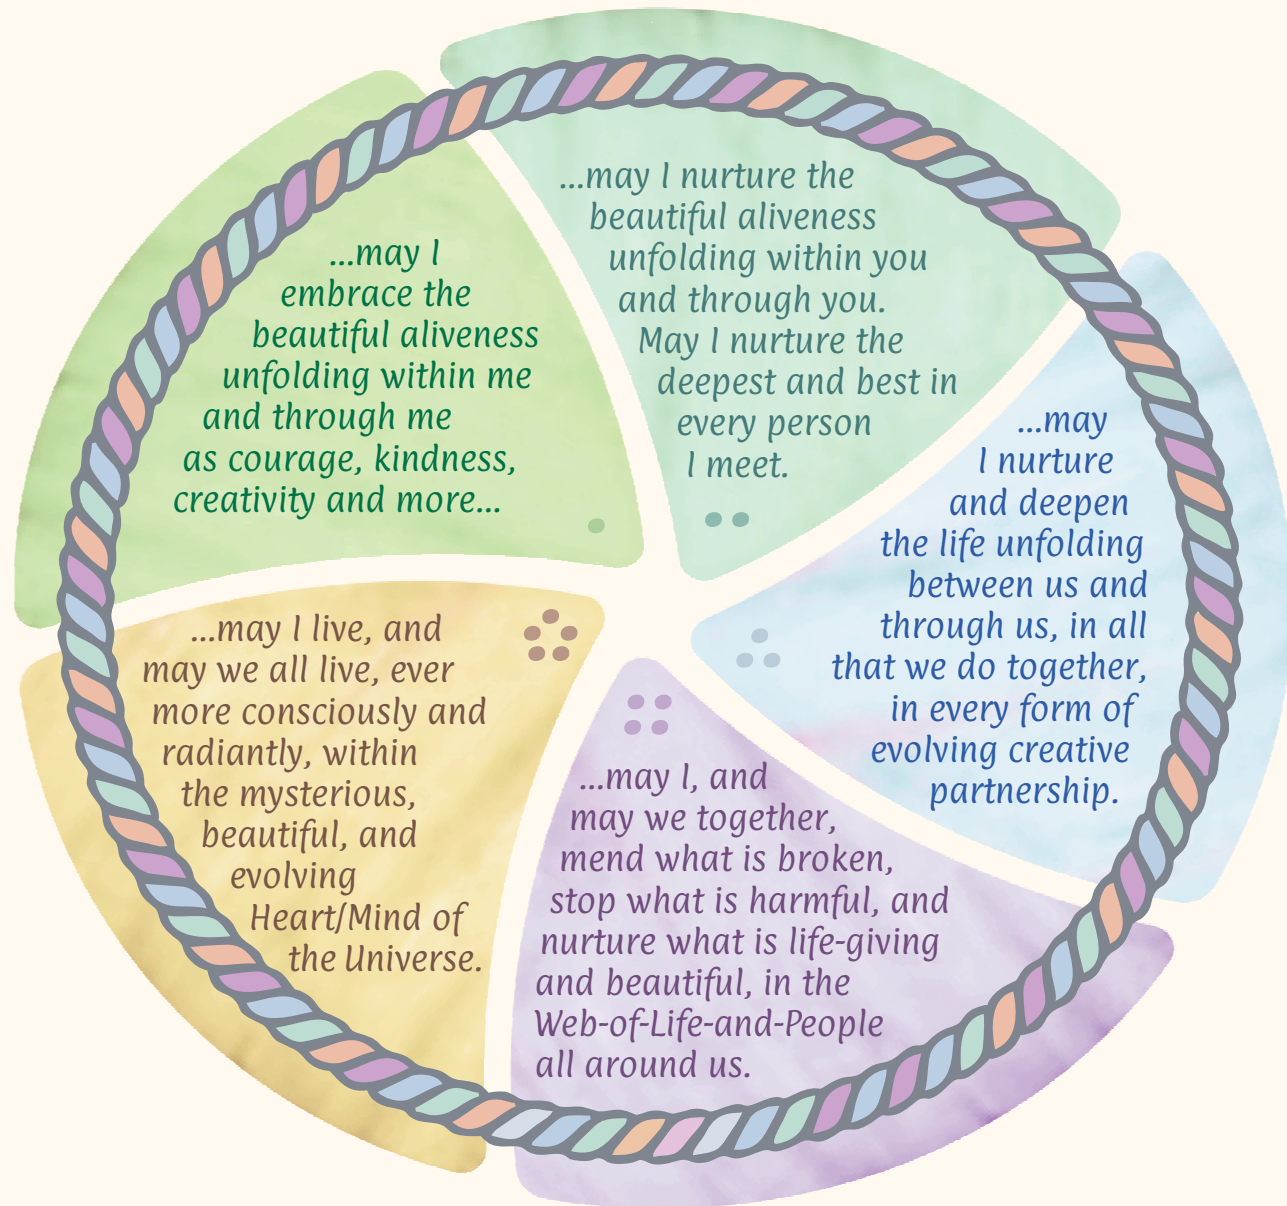 ...may I
embrace the
beautiful aliveness
unfolding within me
and through me
as courage, kindness,
creativity and more...
...may I nurture the
beautiful aliveness
unfolding within you
and through you.
May I nurture the
deepest and best in
every person
I meet.
...may
I nurture
and deepen
the life unfolding
between us and
through us, in all
that we do together,
in every form of
evolving creative
partnership.
...may I, and
may we together,
mend what is broken,
stop what is harmful, and
nurture what is life-giving
and beautiful, in the
Web-of-Life-and-People
all around us.
...may I live, and
may we all live, ever
more consciously and
radiantly, within
the mysterious,
beautiful, and
evolving
Heart/Mind of
the Universe.